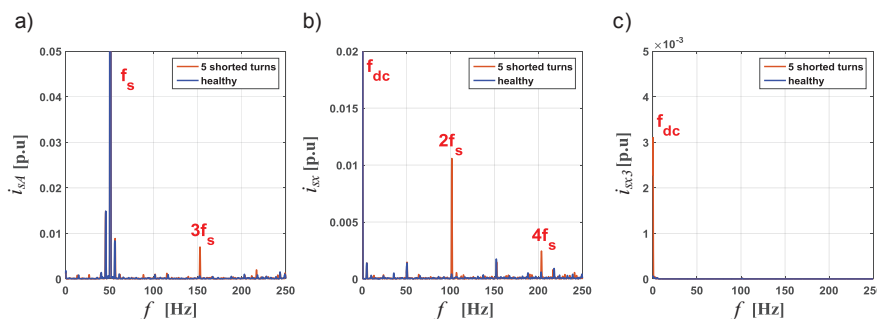 a) b) c)
×10⁻³
0.05 0.04 0.03 0.02 0.01 0
i_sA [p.u]
f_s
3f_s
5 shorted turns
healthy
0 50 100 150 200 250
f [Hz]
0.02 0.015 0.01 0.005 0
i_sx [p.u]
f_dc
2f_s
4f_s
5 shorted turns
healthy
0 50 100 150 200 250
f [Hz]
5 4 3 2 1 0
i_sx3 [p.u]
f_dc
5 shorted turns
healthy
0 50 100 150 200 250
f [Hz]